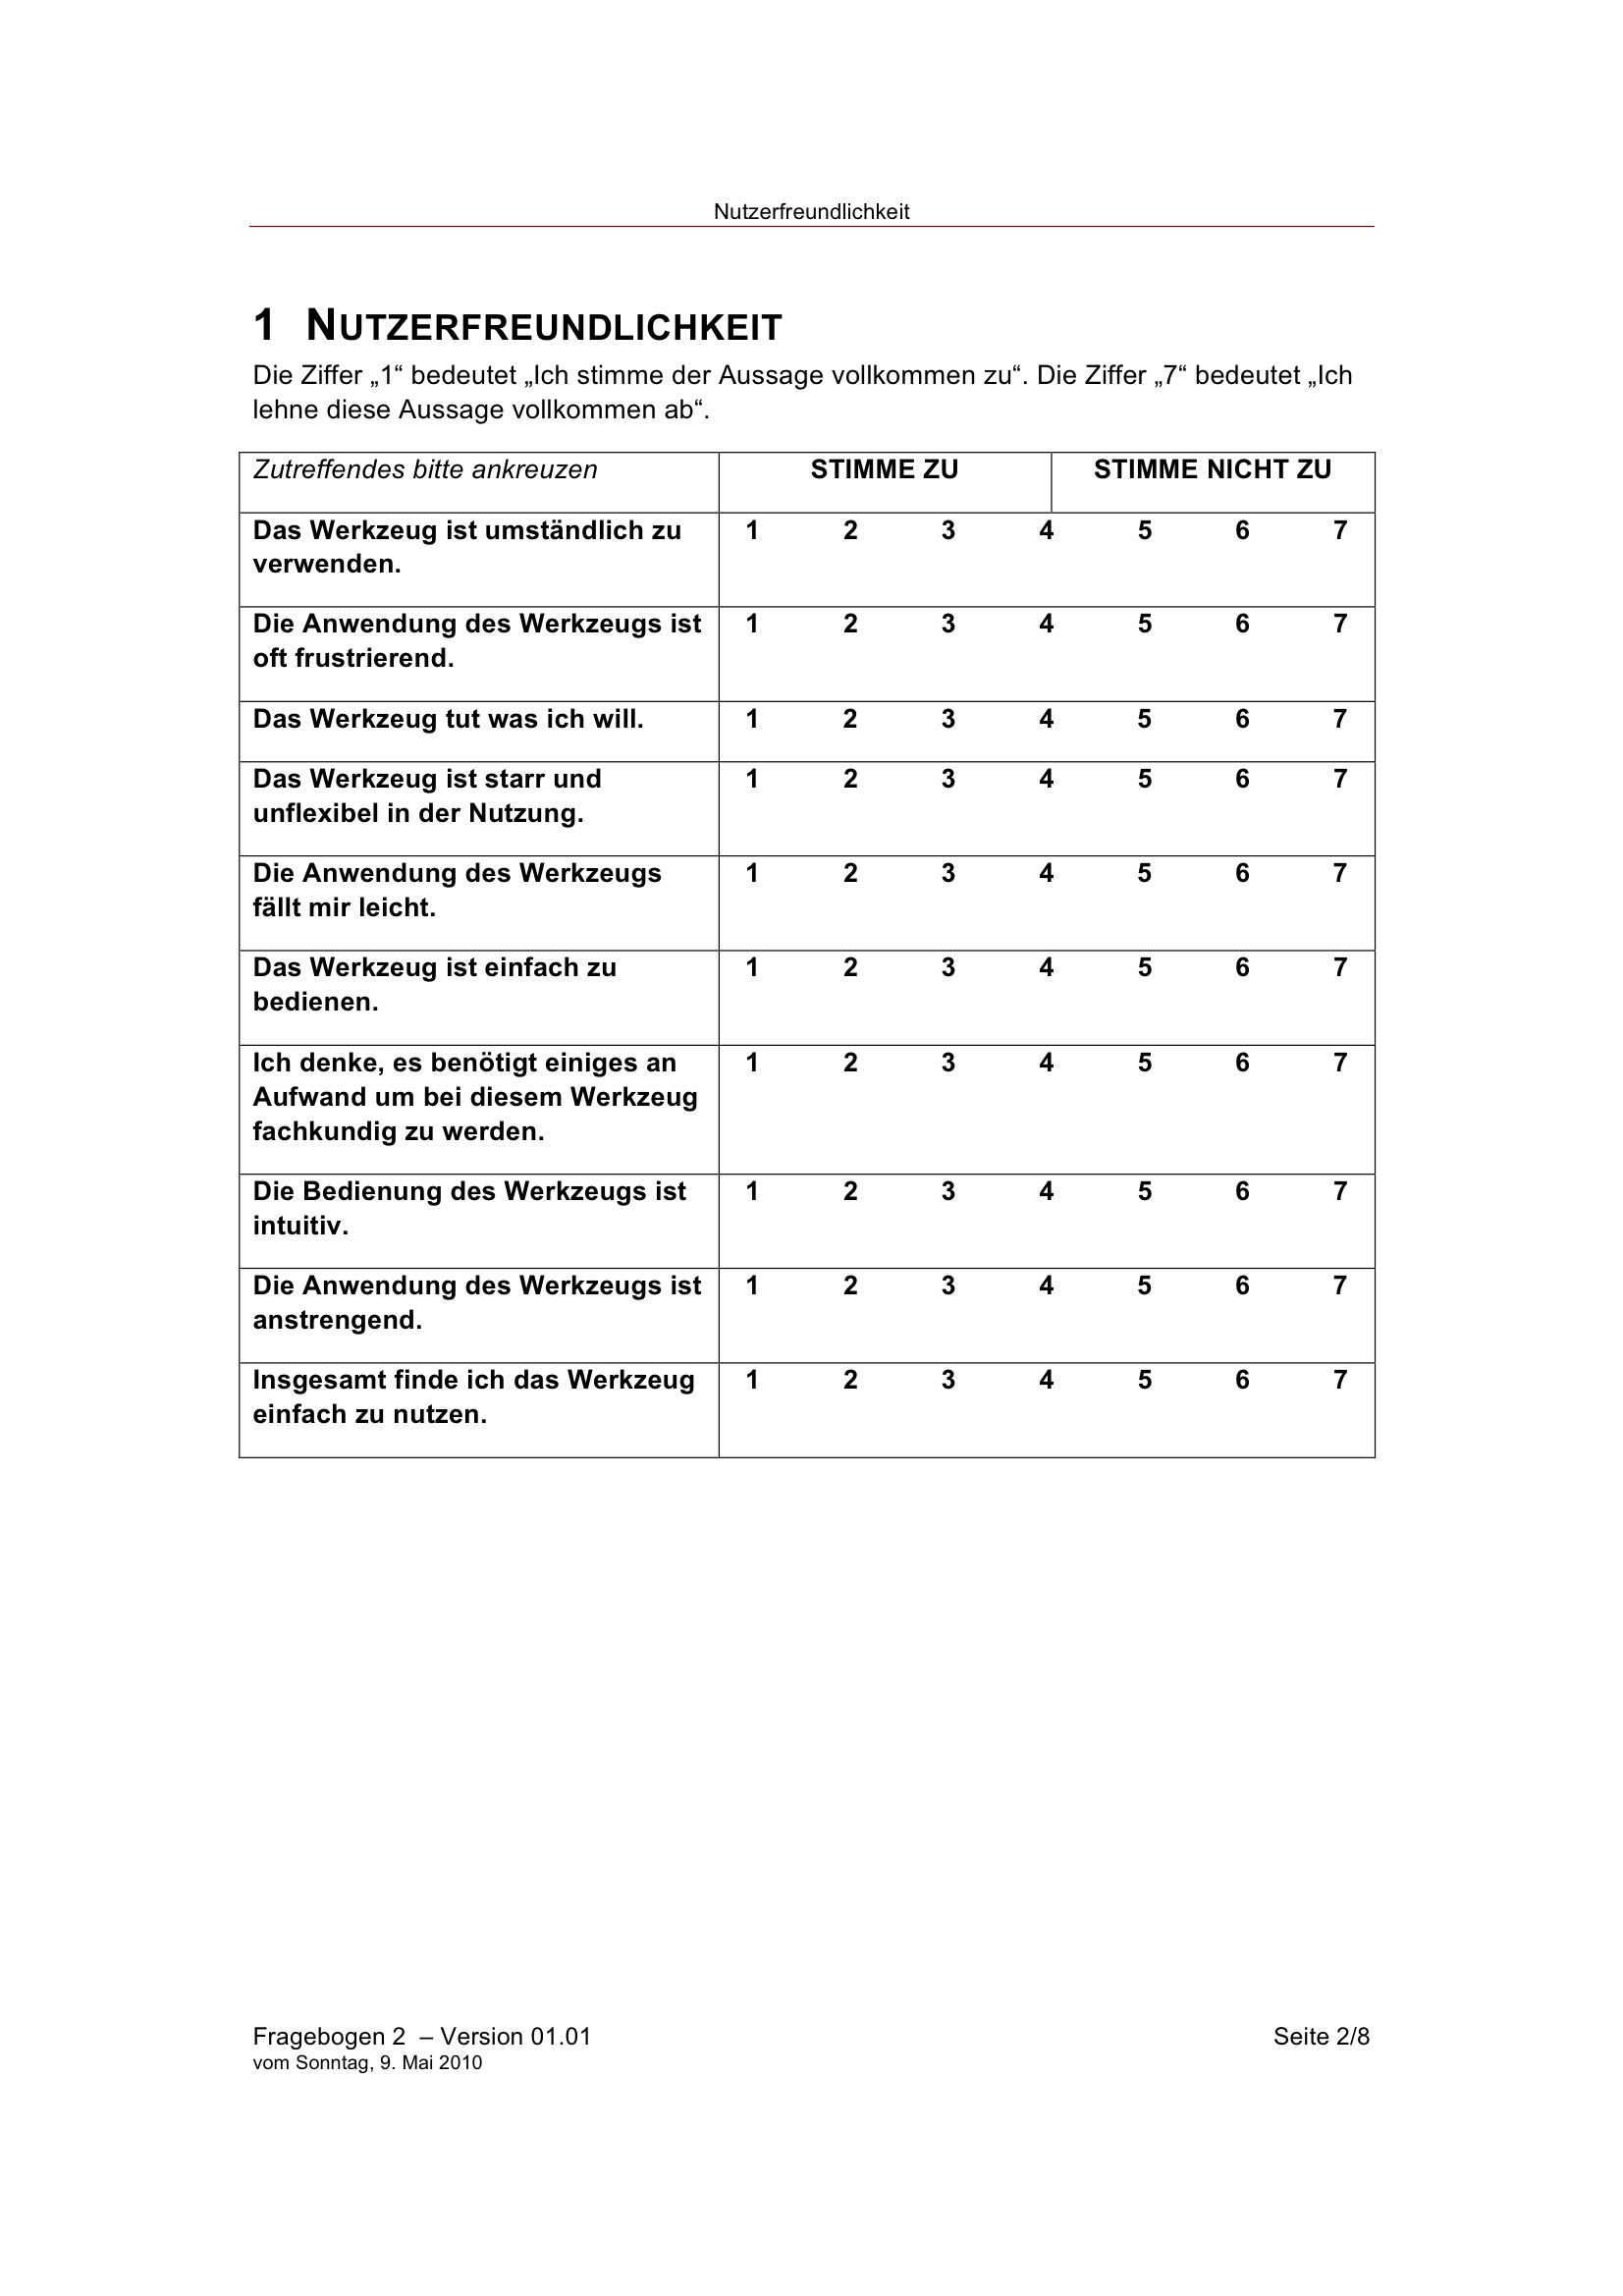 Nutzerfreundlichkeit
1 NUTZERFREUNDLICHKEIT
Die Ziffer „1“ bedeutet „Ich stimme der Aussage vollkommen zu“. Die Ziffer „7“ bedeutet „Ich
lehne diese Aussage vollkommen ab“.
Zutreffendes bitte ankreuzen STIMME ZU STIMME NICHT ZU
Das Werkzeug ist umständlich zu 1 2 3 4 5 6 7
verwenden.
Die Anwendung des Werkzeugs ist 1 2 3 4 5 6 7
oft frustrierend.
Das Werkzeug tut was ich will. 1 2 3 4 5 6 7
Das Werkzeug ist starr und 1 2 3 4 5 6 7
unflexibel in der Nutzung.
Die Anwendung des Werkzeugs 1 2 3 4 5 6 7
fällt mir leicht.
Das Werkzeug ist einfach zu 1 2 3 4 5 6 7
bedienen.
Ich denke, es benötigt einiges an 1 2 3 4 5 6 7
Aufwand um bei diesem Werkzeug
fachkundig zu werden.
Die Bedienung des Werkzeugs ist 1 2 3 4 5 6 7
intuitiv.
Die Anwendung des Werkzeugs ist 1 2 3 4 5 6 7
anstrengend.
Insgesamt finde ich das Werkzeug 1 2 3 4 5 6 7
einfach zu nutzen.
Fragebogen 2 – Version 01.01 Seite 2/8
vom Sonntag, 9. Mai 2010